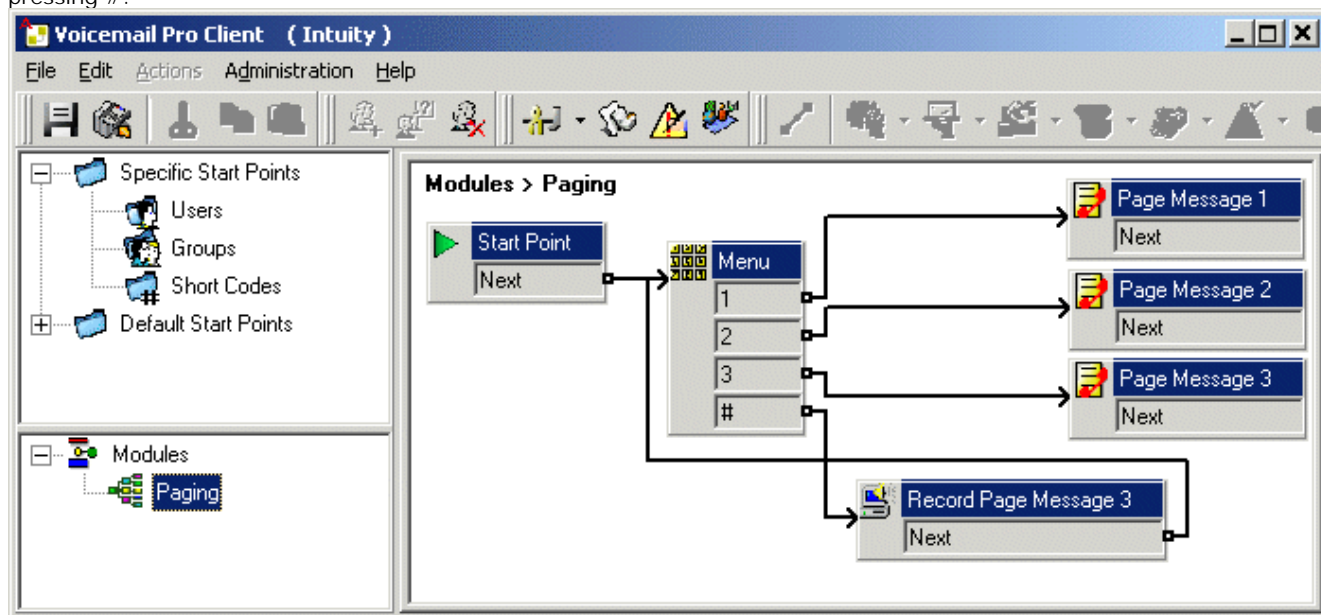 pressing #.
Voicemail Pro Client ( Intuity )
File Edit Actions Administration Help
Specific Start Points
Users
Groups
Short Codes
Default Start Points
Modules
Paging
Modules > Paging
Start Point
Next
Menu
1
2
3
#
Page Message 1
Next
Page Message 2
Next
Page Message 3
Next
Record Page Message 3
Next